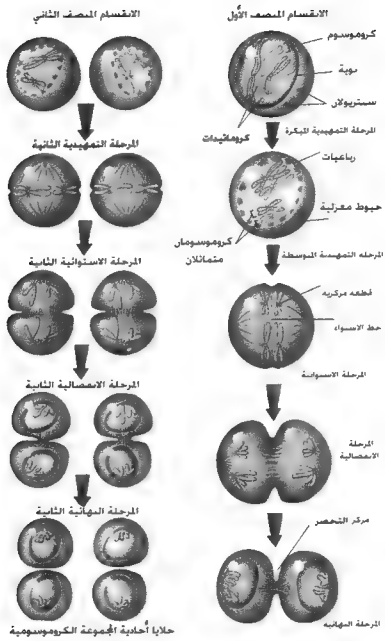 الانقسام المنصف الأول
كروموسوم
نوية
سنتريولان
كروماتيدات
المرحلة التمهيدية المبكرة
رباعيات
خيوط مغزلية
كروموسومان
متماثلان
المرحلة التمهيدية المتوسطة
قطعة مركزية
خط الاستواء
المرحلة الاستوائية
المرحلة
الانفصالية
مركز التخصر
المرحلة النهائية
الانقسام المنصف الثاني
المرحلة التمهيدية الثانية
المرحلة الاستوائية الثانية
المرحلة الانفصالية الثانية
المرحلة النهائية الثانية
خلايا أحادية المجموعة الكروموسومية